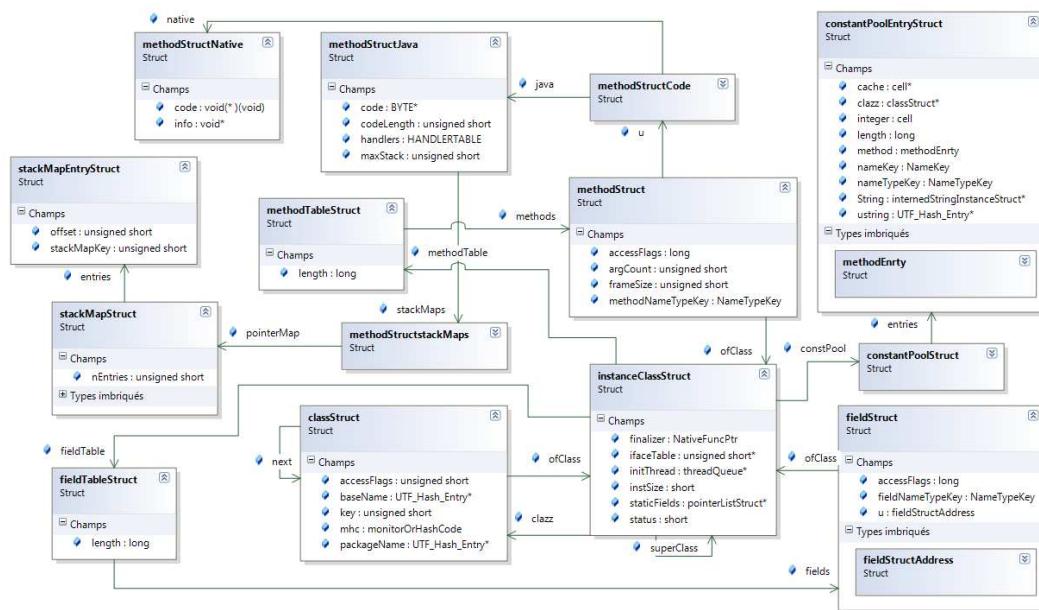 native
methodStructNative
Struct
Champs
code : void(* )(void)
info : void*
methodStructJava
Struct
Champs
code : BYTE*
codeLength : unsigned short
handlers : HANDLERTABLE
maxStack : unsigned short
java
methodStructCode
Struct
u
constantPoolEntryStruct
Struct
Champs
cache : cell*
clazz : classStruct*
integer : cell
length : long
method : methodEnrty
nameKey : NameKey
nameTypeKey : NameTypeKey
String : internedStringInstanceStruct*
ustring : UTF_Hash_Entry*
Types imbriqués
methodEnrty
Struct
stackMapEntryStruct
Struct
Champs
offset : unsigned short
stackMapKey : unsigned short
entries
methodTableStruct
Struct
Champs
length : long
methods
methodTable
methodStruct
Struct
Champs
accessFlags : long
argCount : unsigned short
frameSize : unsigned short
methodNameTypeKey : NameTypeKey
stackMapStruct
Struct
Champs
nEntries : unsigned short
Types imbriqués
pointerMap
stackMaps
methodStructstackMaps
Struct
ofClass
constPool
entries
constantPoolStruct
Struct
instanceClassStruct
Struct
Champs
finalizer : NativeFuncPtr
ifaceTable : unsigned short*
initThread : threadQueue*
instSize : short
staticFields : pointerListStruct*
status : short
superClass
classStruct
Struct
Champs
accessFlags : unsigned short
baseName : UTF_Hash_Entry*
key : unsigned short
mhc : monitorOrHashCode
packageName : UTF_Hash_Entry*
next
ofClass
clazz
fieldTable
fieldTableStruct
Struct
Champs
length : long
ofClass
fieldStruct
Struct
Champs
accessFlags : long
fieldNameTypeKey : NameTypeKey
u : fieldStructAddress
Types imbriqués
fieldStructAddress
Struct
fields